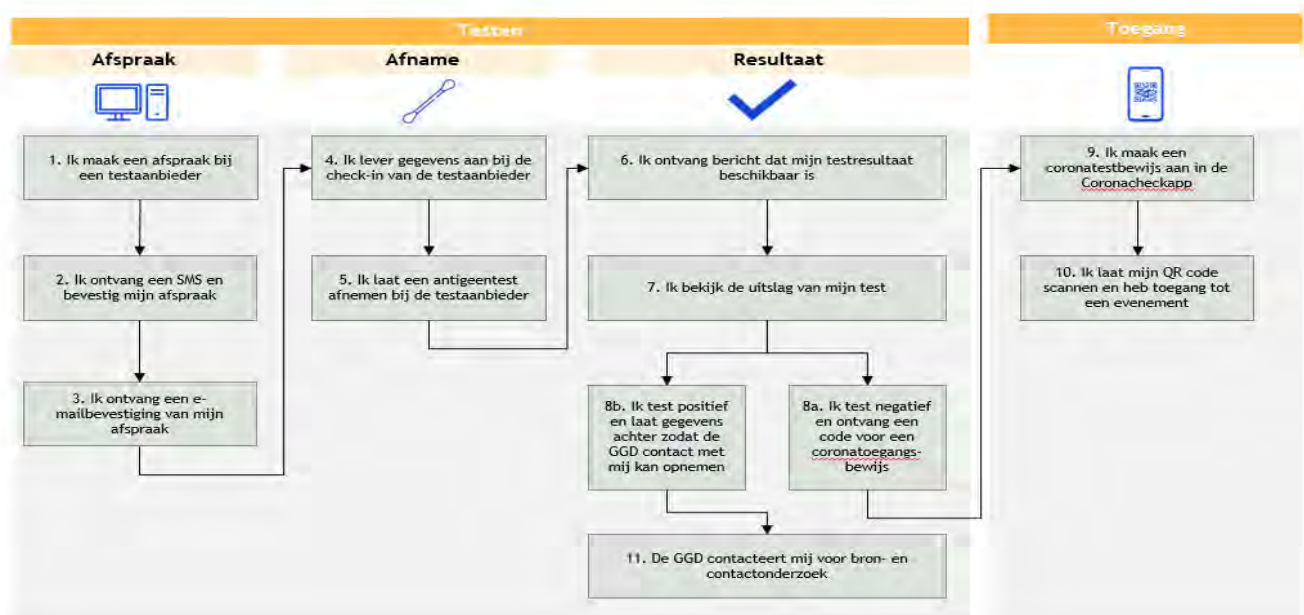 Testen
Toegang
Afspraak
Afname
Resultaat
1. Ik maak een afspraak bij
een testaanbieder
2. Ik ontvang een SMS en
bevestig mijn afspraak
3. Ik ontvang een e-
mailbevestiging van mijn
afspraak
4. Ik lever gegevens aan bij de
check-in van de testaanbieder
5. Ik laat een antigeentest
afnemen bij de testaanbieder
6. Ik ontvang bericht dat mijn testresultaat
beschikbaar is
7. Ik bekijk de uitslag van mijn test
8b. Ik test positief
en laat gegevens
achter zodat de
GGD contact met
mij kan opnemen
8a. Ik test negatief
en ontvang een
code voor een
coronatoegangs-
bewijs
11. De GGD contacteert mij voor bron- en
contactonderzoek
9. Ik maak een
coronatestbewijs aan in de
Coronacheckapp
10. Ik laat mijn QR code
scannen en heb toegang tot
een evenement